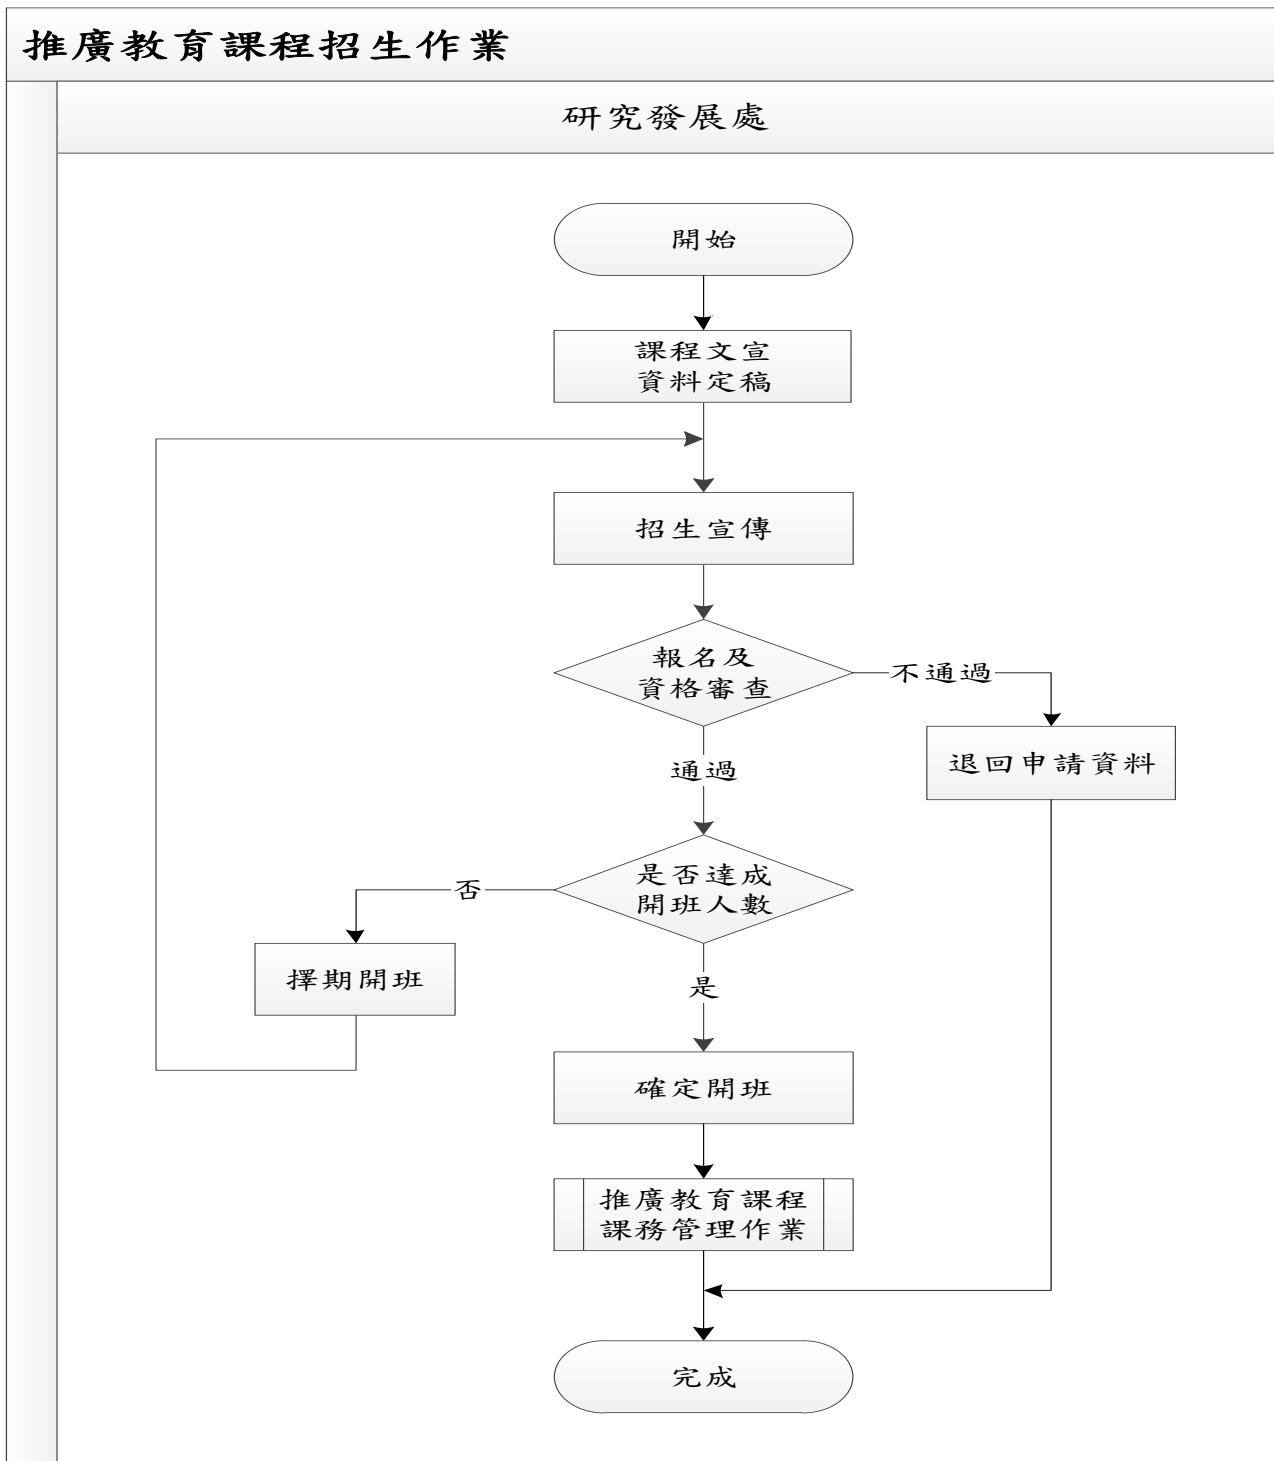 推廣教育課程招生作業
研究發展處
開始
課程文宣
資料定稿
招生宣傳
報名及
資格審查
不通過
通過
退回申請資料
是否達成
開班人數
否
擇期開班
是
確定開班
推廣教育課程
課務管理作業
完成